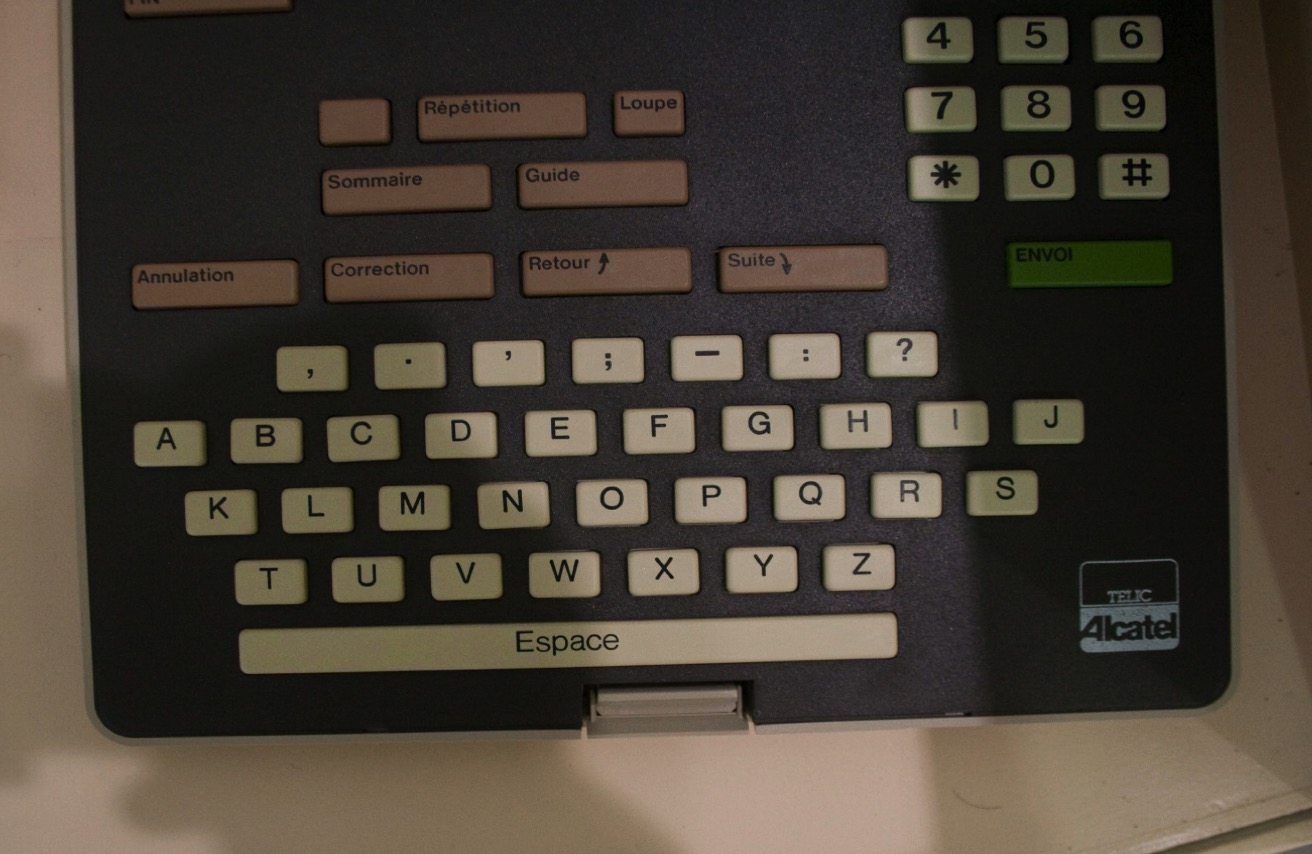 FIN
4 5 6
Répétition Loupe
7 8 9
Sommaire Guide
* 0 #
Annulation Correction Retour Suite
ENVOI
, . ' ; - : ?
A B C D E F G H I J
K L M N O P Q R S
T U V W X Y Z
Espace
TELIC
Alcatel